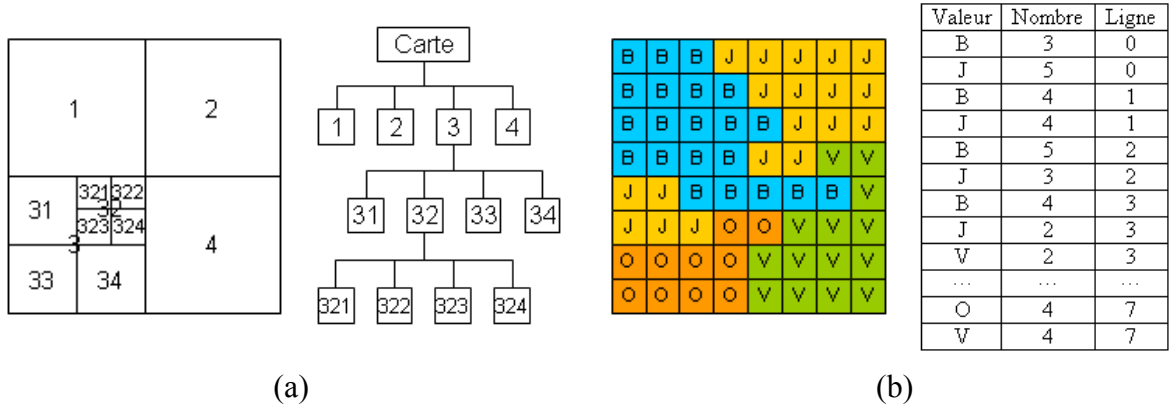 1 2
31 321 322
32
323 324
3 4
33 34
Carte
1 2 3 4
31 32 33 34
321 322 323 324
B B B J J J J J
B B B B J J J J
B B B B B J J J
B B B B J J V V
J J B B B B B V
J J J O O V V V
O O O O V V V V
O O O O V V V V
Valeur Nombre Ligne
B 3 0
J 5 0
B 4 1
J 4 1
B 5 2
J 3 2
B 4 3
J 2 3
V 2 3
... ... ...
O 4 7
V 4 7
(a) (b)